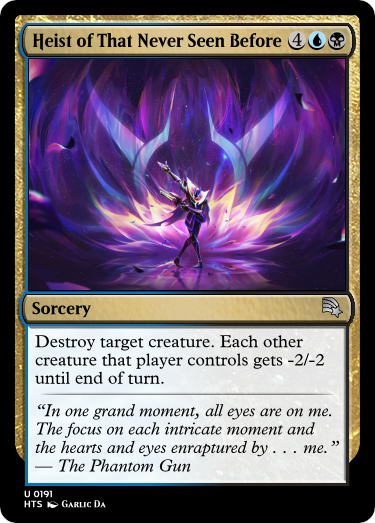 Heist of That Never Seen Before 4
Sorcery
Destroy target creature. Each other
creature that player controls gets -2/-2
until end of turn.
“In one grand moment, all eyes are on me.
The focus on each intricate moment and
the hearts and eyes enraptured by . . . me.”
— The Phantom Gun
U 0191
HTS Garlic Da